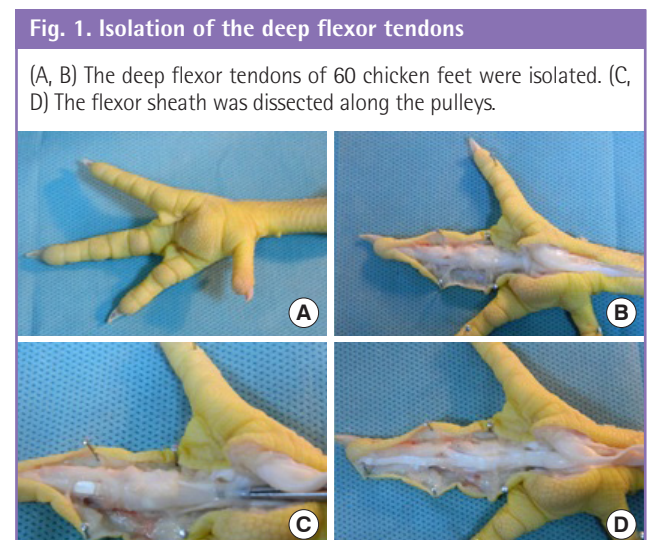 Fig. 1. Isolation of the deep flexor tendons
(A, B) The deep flexor tendons of 60 chicken feet were isolated. (C,
D) The flexor sheath was dissected along the pulleys.
A
B
C
D